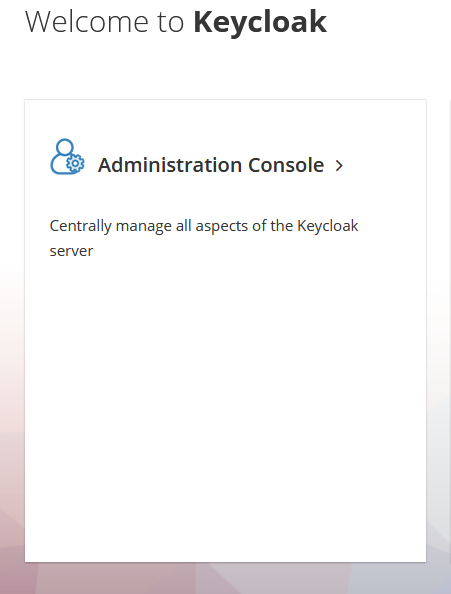 Welcome to Keycloak
Administration Console
Centrally manage all aspects of the Keycloak
server